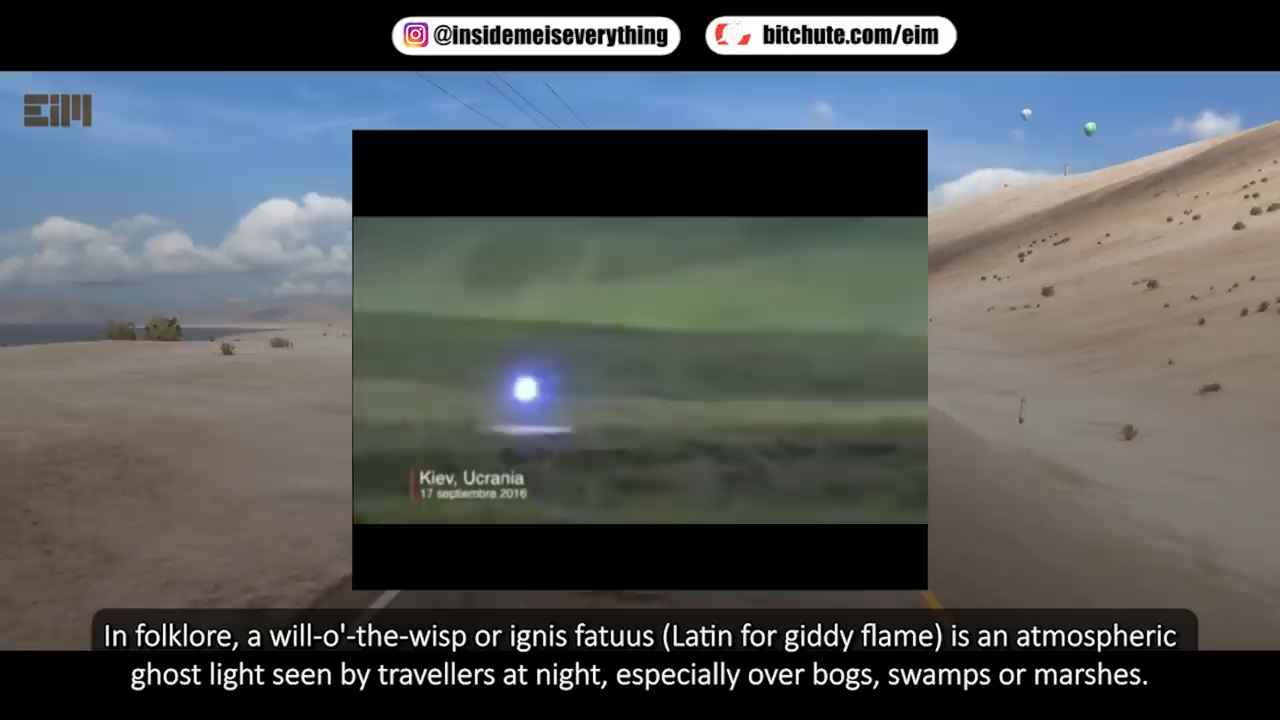 @insidemeiseverything
bitchute.com/eim
EiM
Kiev, Ucrania
17 septiembre 2016
In folklore, a will-o'-the-wisp or ignis fatuus (Latin for giddy flame) is an atmospheric
ghost light seen by travellers at night, especially over bogs, swamps or marshes.